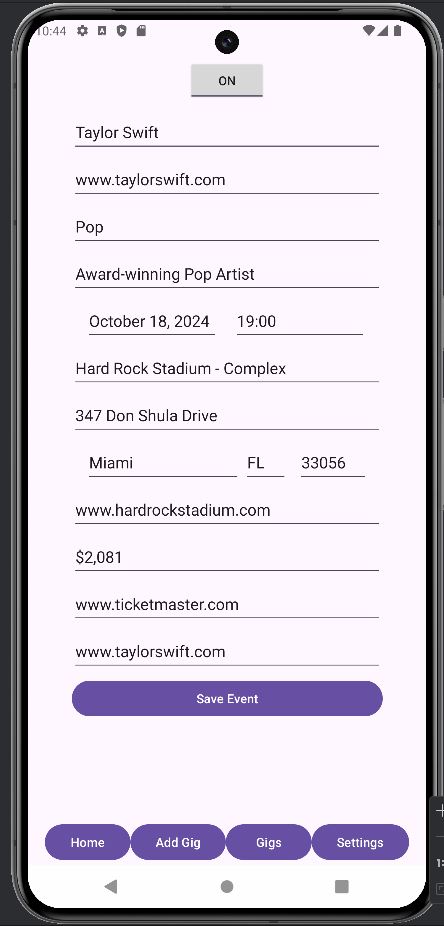 10:44
ON
Taylor Swift
www.taylorswift.com
Pop
Award-winning Pop Artist
October 18, 2024 19:00
Hard Rock Stadium - Complex
347 Don Shula Drive
Miami FL 33056
www.hardrockstadium.com
$2,081
www.ticketmaster.com
www.taylorswift.com
Save Event
Home Add Gig Gigs Settings